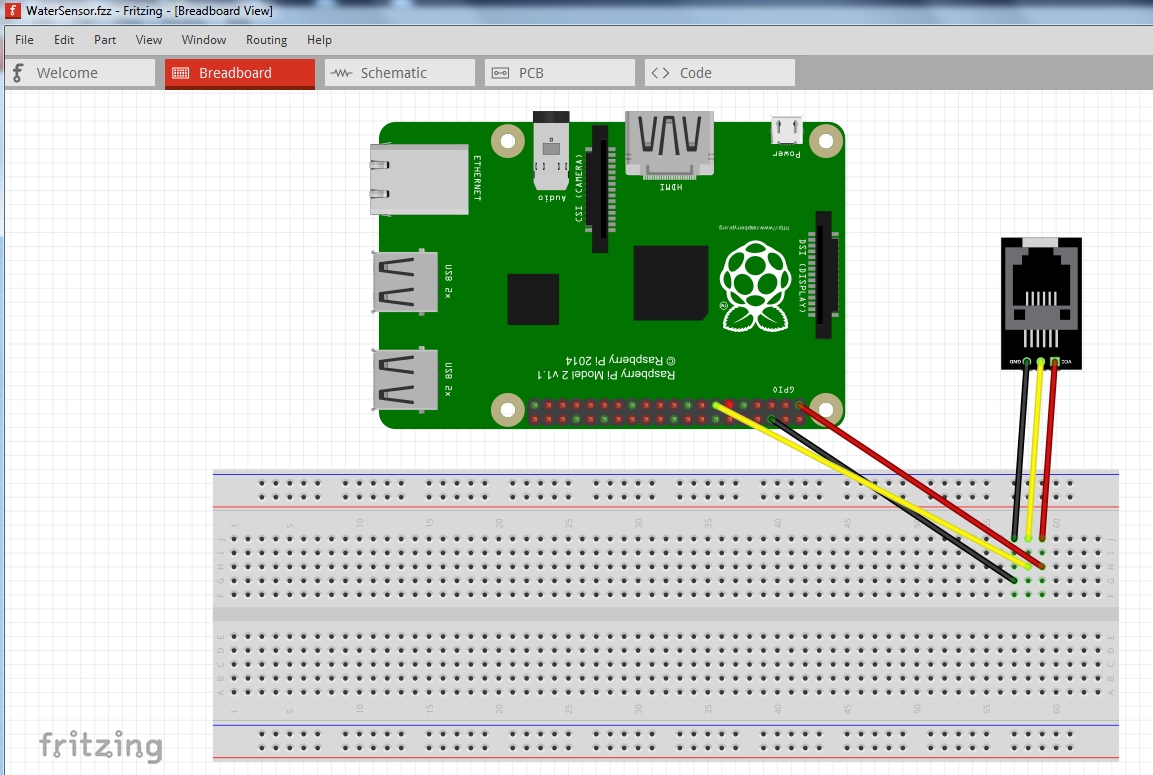 WaterSensor.fzz - Fritzing - [Breadboard View]
File Edit Part View Window Routing Help
Welcome Breadboard Schematic PCB Code
Power
Audio
HDMI
ETHERNET
CSI (CAMERA)
http://www.raspberrypi.org
DSI (DISPLAY)
USB 2x
USB 2x
Raspberry Pi Model 2 v1.1
© Raspberry Pi 2014
GPIO
GND VCC
1 5 10 15 20 25 30 35 40 45 50 55 60
J J
I I
H H
G G
F F
E E
D D
C C
B B
A A
1 5 10 15 20 25 30 35 40 45 50 55 60
fritzing